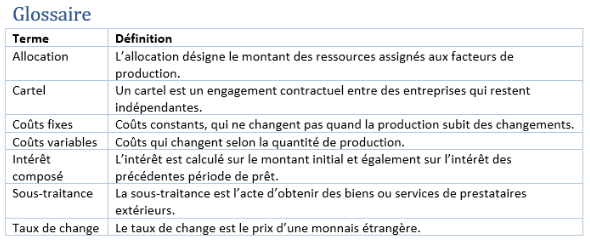 Glossaire
Terme Définition
Allocation L’allocation désigne le montant des ressources assignés aux facteurs de
production.
Cartel Un cartel est un engagement contractuel entre des entreprises qui restent
indépendantes.
Coûts fixes Coûts constants, qui ne changent pas quand la production subit des changements.
Coûts variables Coûts qui changent selon la quantité de production.
Intérêt L’intérêt est calculé sur le montant initial et également sur l’intérêt des
composé précédentes période de prêt.
Sous-traitance La sous-traitance est l’acte d’obtenir des biens ou services de prestataires
extérieurs.
Taux de change Le taux de change est le prix d’une monnais étrangère.